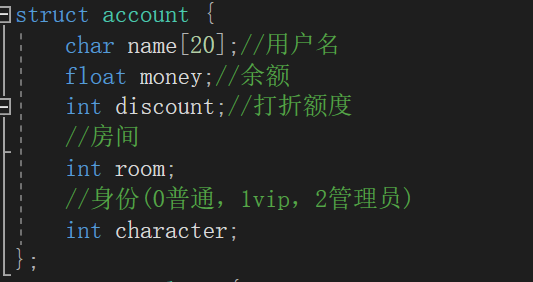 struct account {
char name[20];//用户名
float money;//余额
int discount;//打折额度
//房间
int room;
//身份(0普通, 1vip, 2管理员)
int character;
};